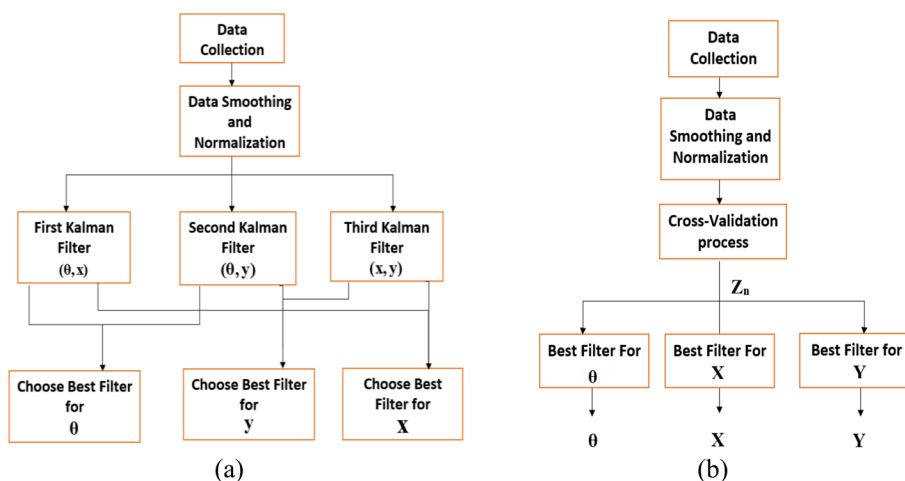 Data
Collection
Data Smoothing
and
Normalization
First Kalman
Filter
(θ, x)
Second Kalman
Filter
(θ, y)
Third Kalman
Filter
(x, y)
Choose Best Filter
for
θ
Choose Best Filter
for
y
Choose Best
Filter for
X
(a)
Data
Collection
Data
Smoothing and
Normalization
Cross-Validation
process
Zn
Best Filter For
θ
Best Filter For
X
Best Filter for
Y
θ
X
Y
(b)